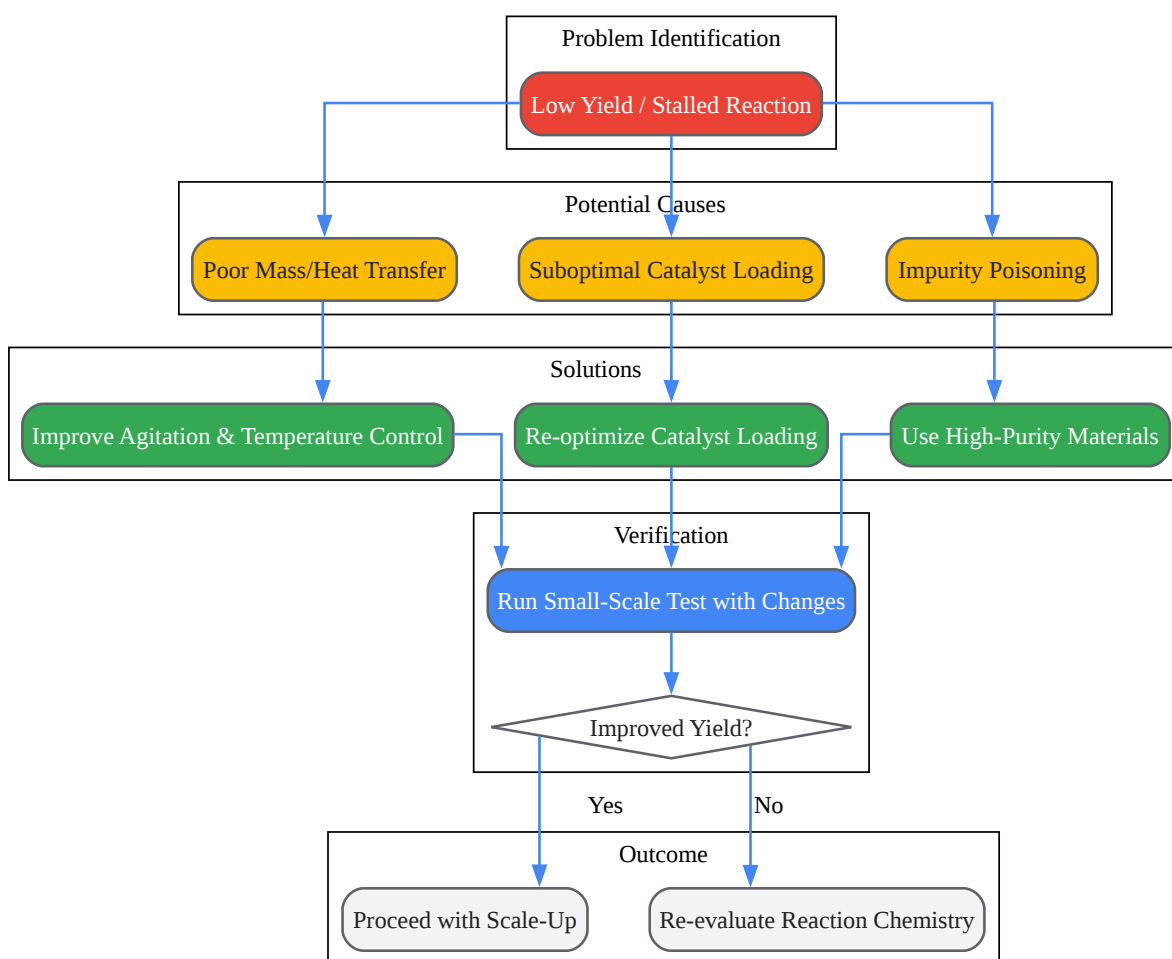 Problem Identification
Low Yield / Stalled Reaction
Potential Causes
Poor Mass/Heat Transfer
Suboptimal Catalyst Loading
Impurity Poisoning
Solutions
Improve Agitation & Temperature Control
Re-optimize Catalyst Loading
Use High-Purity Materials
Verification
Run Small-Scale Test with Changes
Improved Yield?
Yes
No
Outcome
Proceed with Scale-Up
Re-evaluate Reaction Chemistry